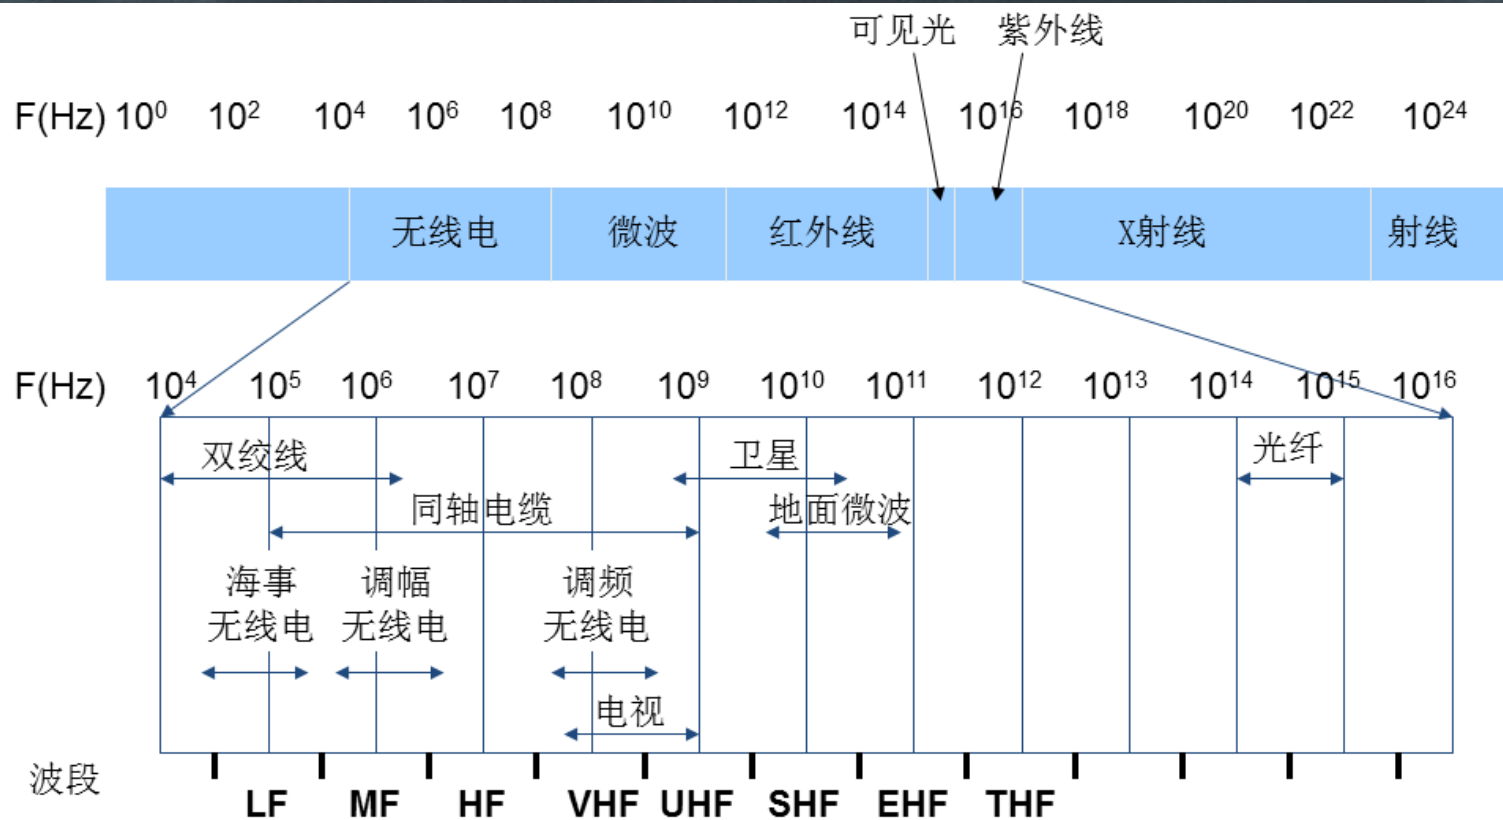 可见光 紫外线
F(Hz) 10⁰ 10² 10⁴ 10⁶ 10⁸ 10¹⁰ 10¹² 10¹⁴ 10¹⁶ 10¹⁸ 10²⁰ 10²² 10²⁴
无线电 微波 红外线 X射线 射线
F(Hz) 10⁴ 10⁵ 10⁶ 10⁷ 10⁸ 10⁹ 10¹⁰ 10¹¹ 10¹² 10¹³ 10¹⁴ 10¹⁵ 10¹⁶
双绞线 卫星 光纤
同轴电缆 地面微波
海事 调幅 调频
无线电 无线电 无线电
电视
波段
LF MF HF VHF UHF SHF EHF THF